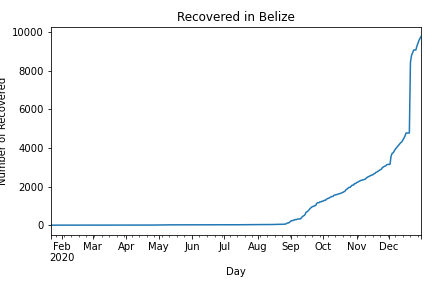 Recovered in Belize
Number of Recovered
10000
8000
6000
4000
2000
0
Feb Mar Apr May Jun Jul Aug Sep Oct Nov Dec
2020
Day